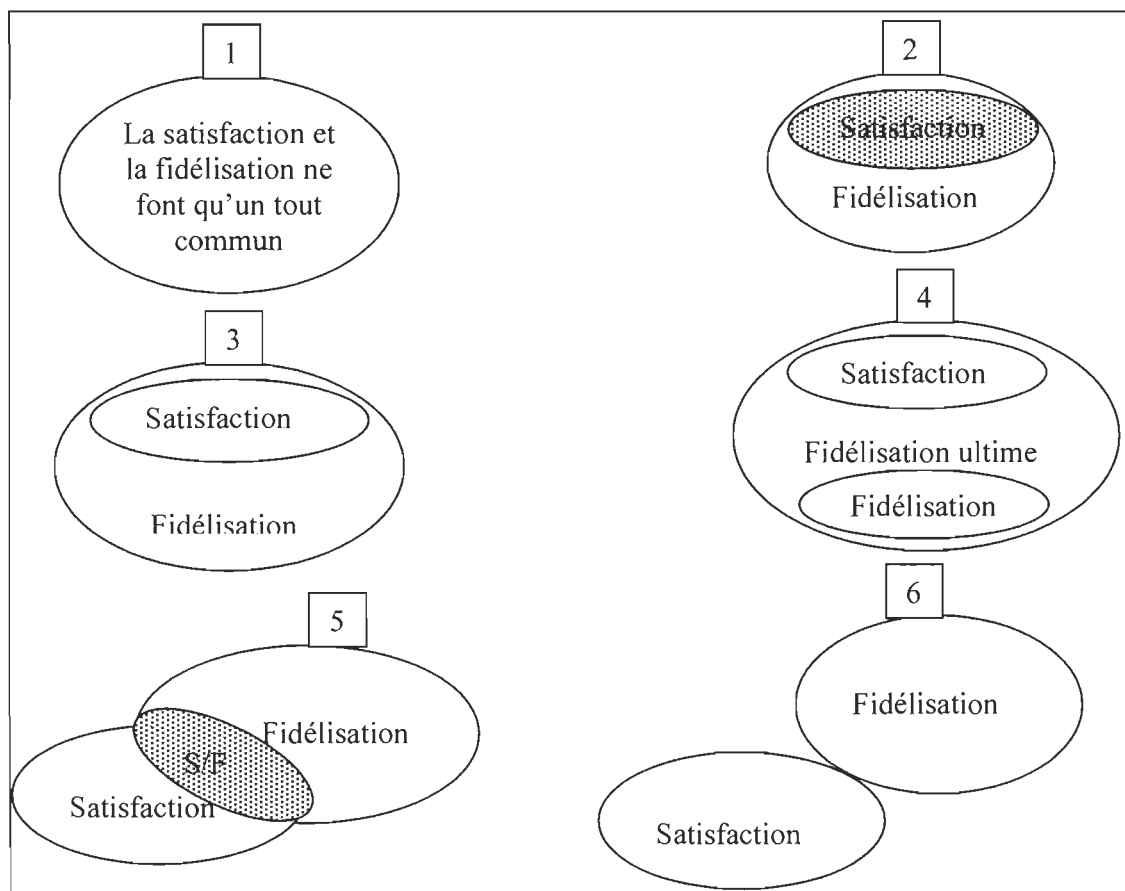 1
La satisfaction et
la fidélisation ne
font qu'un tout
commun
2
Satisfaction
Fidélisation
3
Satisfaction
Fidélisation
4
Satisfaction
Fidélisation ultime
Fidélisation
5
Fidélisation
S/F
Satisfaction
6
Fidélisation
Satisfaction